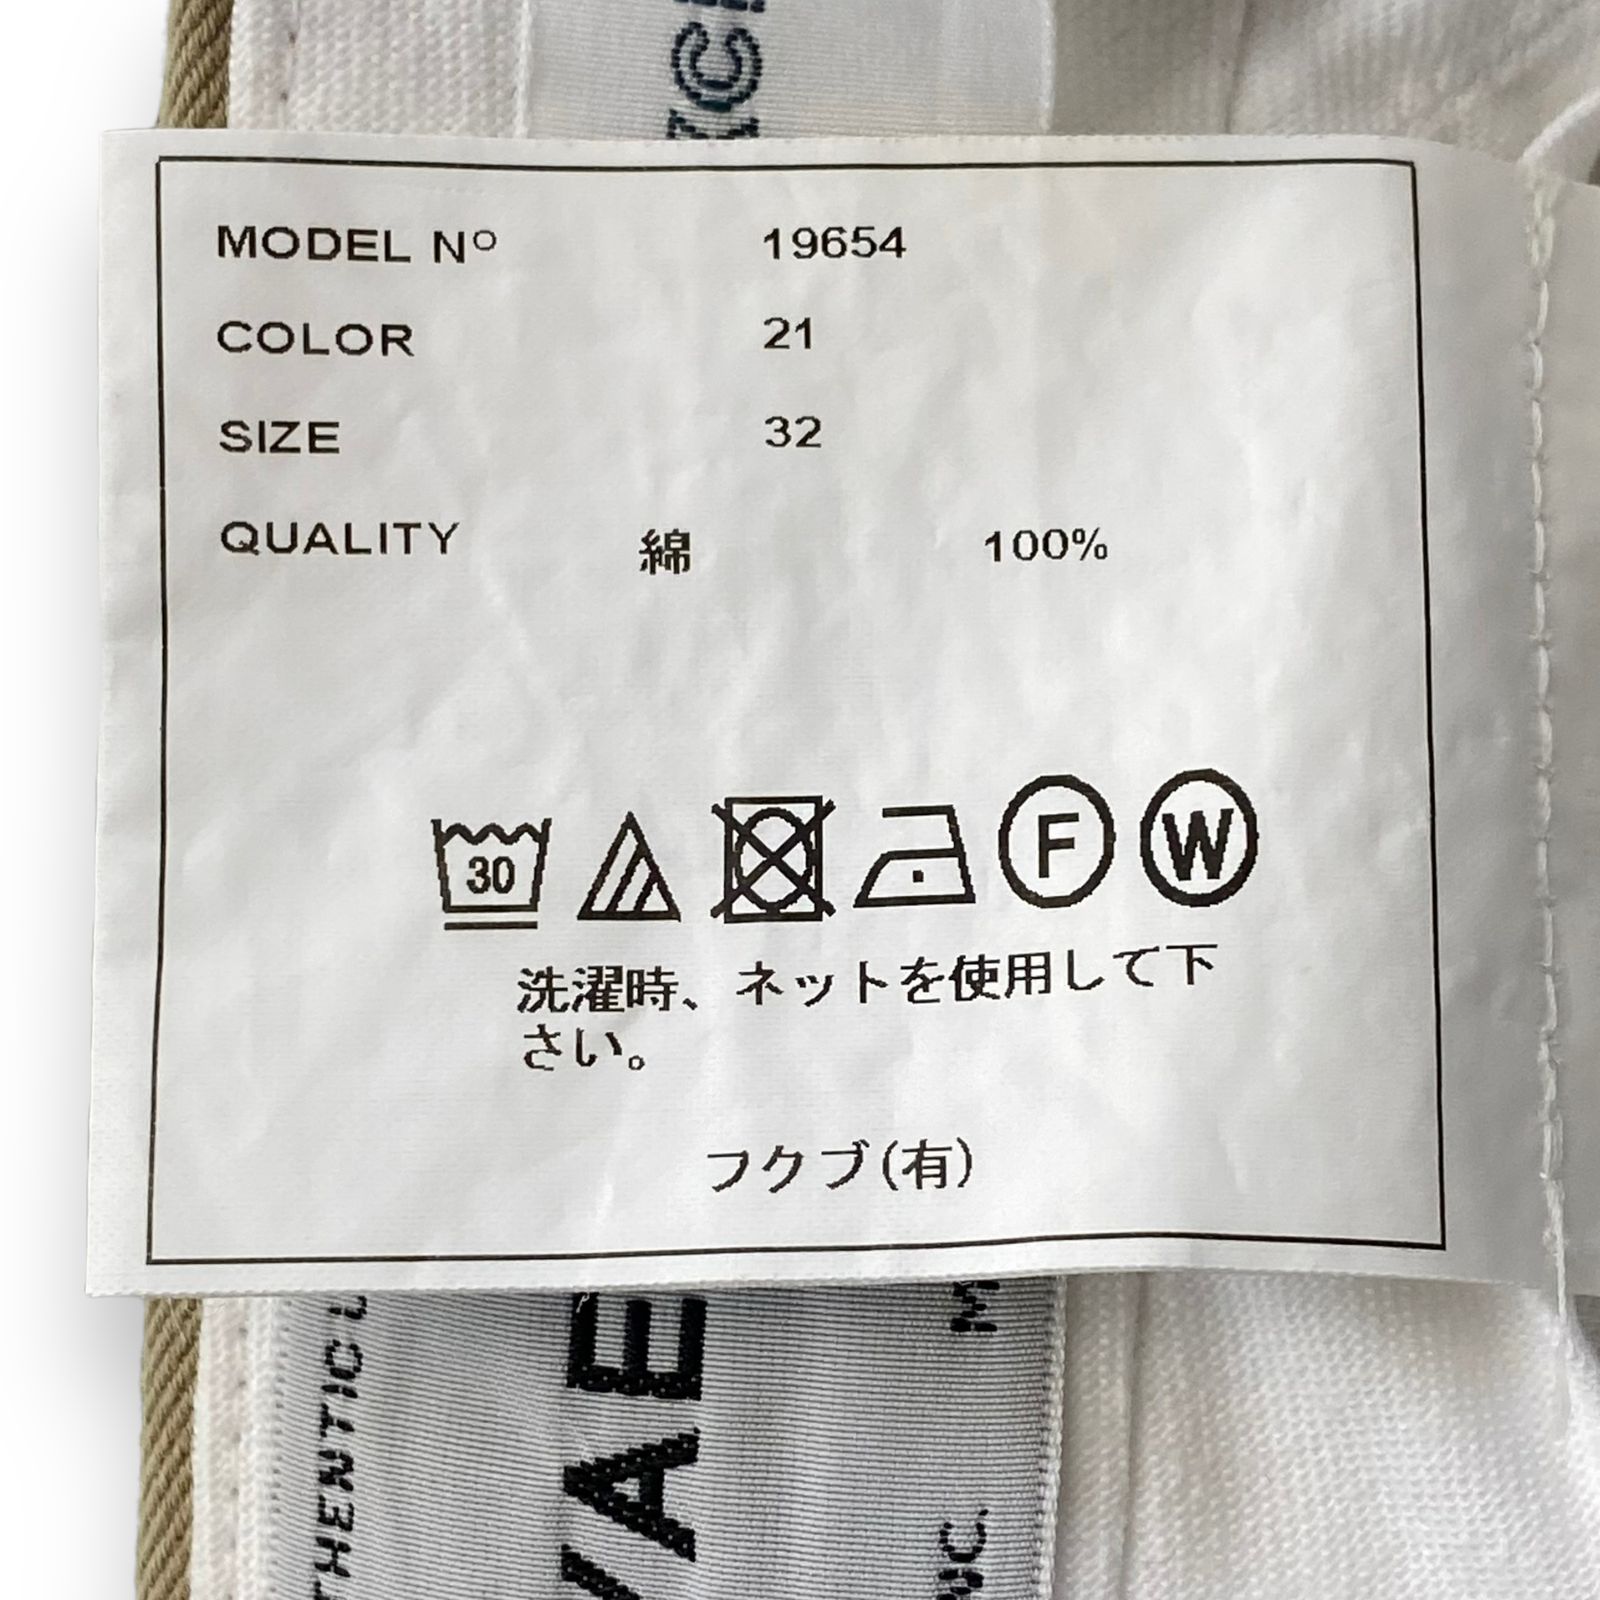 MODEL Nº 19654
COLOR 21
SIZE 32
QUALITY 綿 100%
30 F W
洗濯時、ネットを使用して下
さい。
フクブ(有)